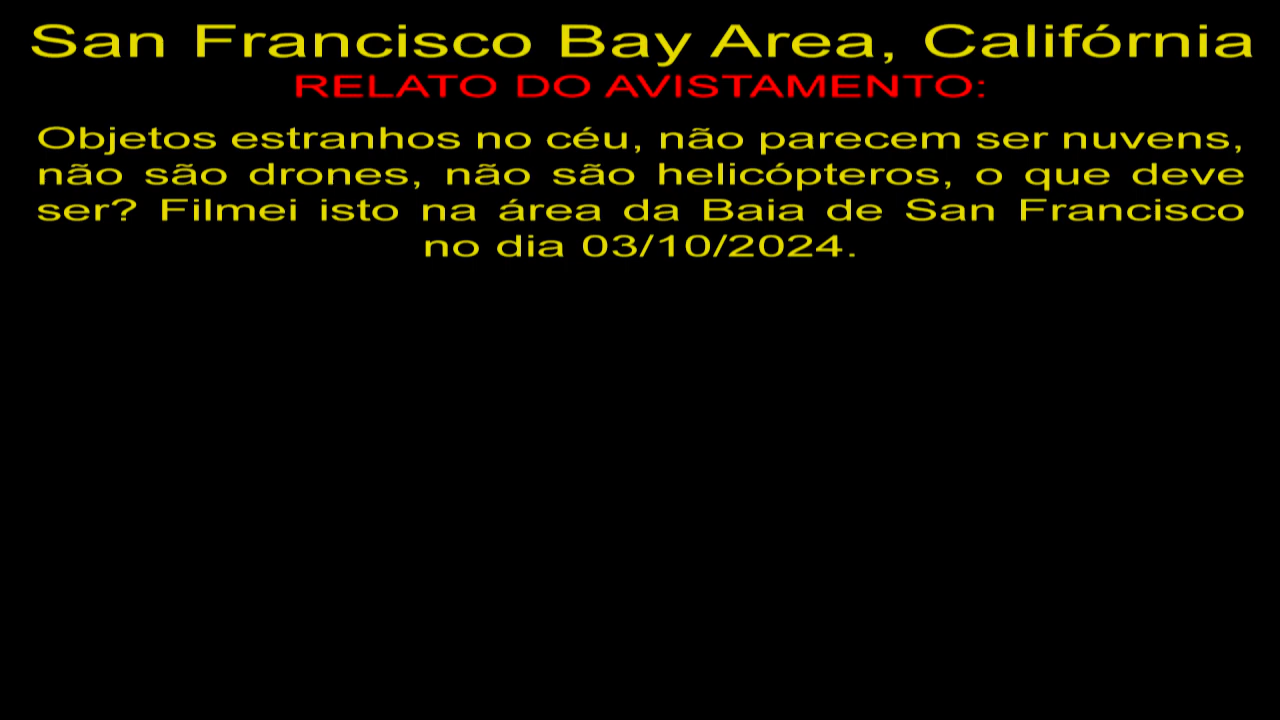 San Francisco Bay Area, Califórnia
RELATO DO AVISTAMENTO:
Objetos estranhos no céu, não parecem ser nuvens,
não são drones, não são helicópteros, o que deve
ser? Filmei isto na área da Baia de San Francisco
no dia 03/10/2024.